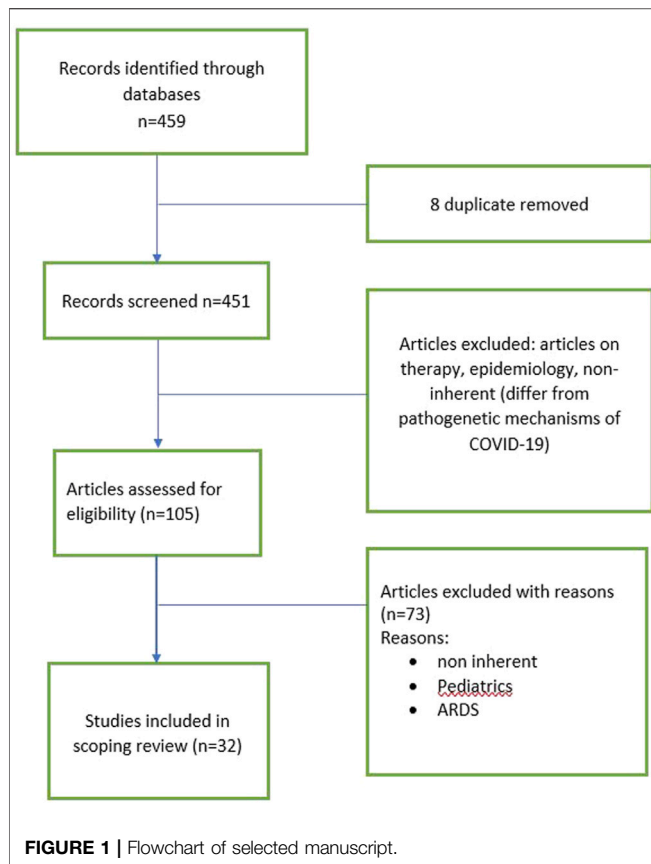 Records identified through
databases
n=459
8 duplicate removed
Records screened n=451
Articles excluded: articles on
therapy, epidemiology, non-
inherent (differ from
pathogenetic mechanisms of
COVID-19)
Articles assessed for
eligibility (n=105)
Articles excluded with reasons
(n=73)
Reasons:
• non inherent
• Pediatrics
• ARDS
Studies included in
scoping review (n=32)
FIGURE 1 | Flowchart of selected manuscript.